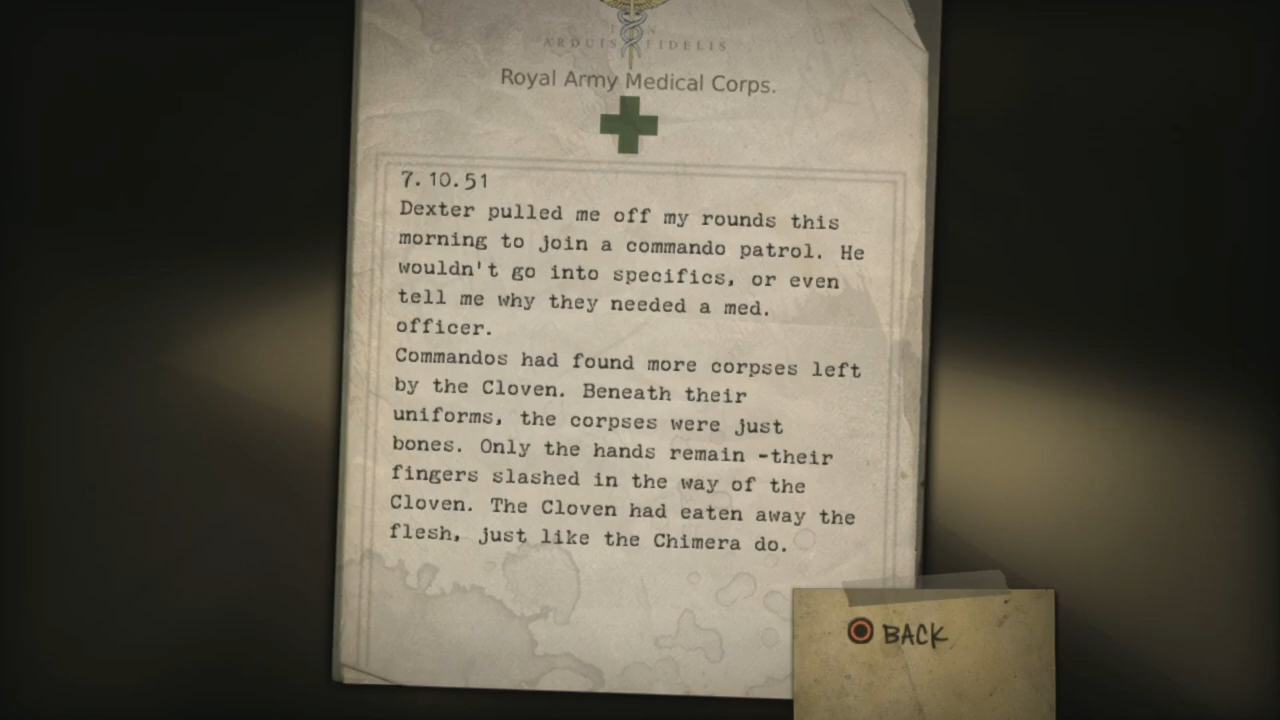 IN
ARDUIS FIDELIS
Royal Army Medical Corps.
7.10.51
Dexter pulled me off my rounds this
morning to join a commando patrol. He
wouldn't go into specifics, or even
tell me why they needed a med.
officer.
Commandos had found more corpses left
by the Cloven. Beneath their
uniforms, the corpses were just
bones. Only the hands remain -their
fingers slashed in the way of the
Cloven. The Cloven had eaten away the
flesh, just like the Chimera do.
BACK